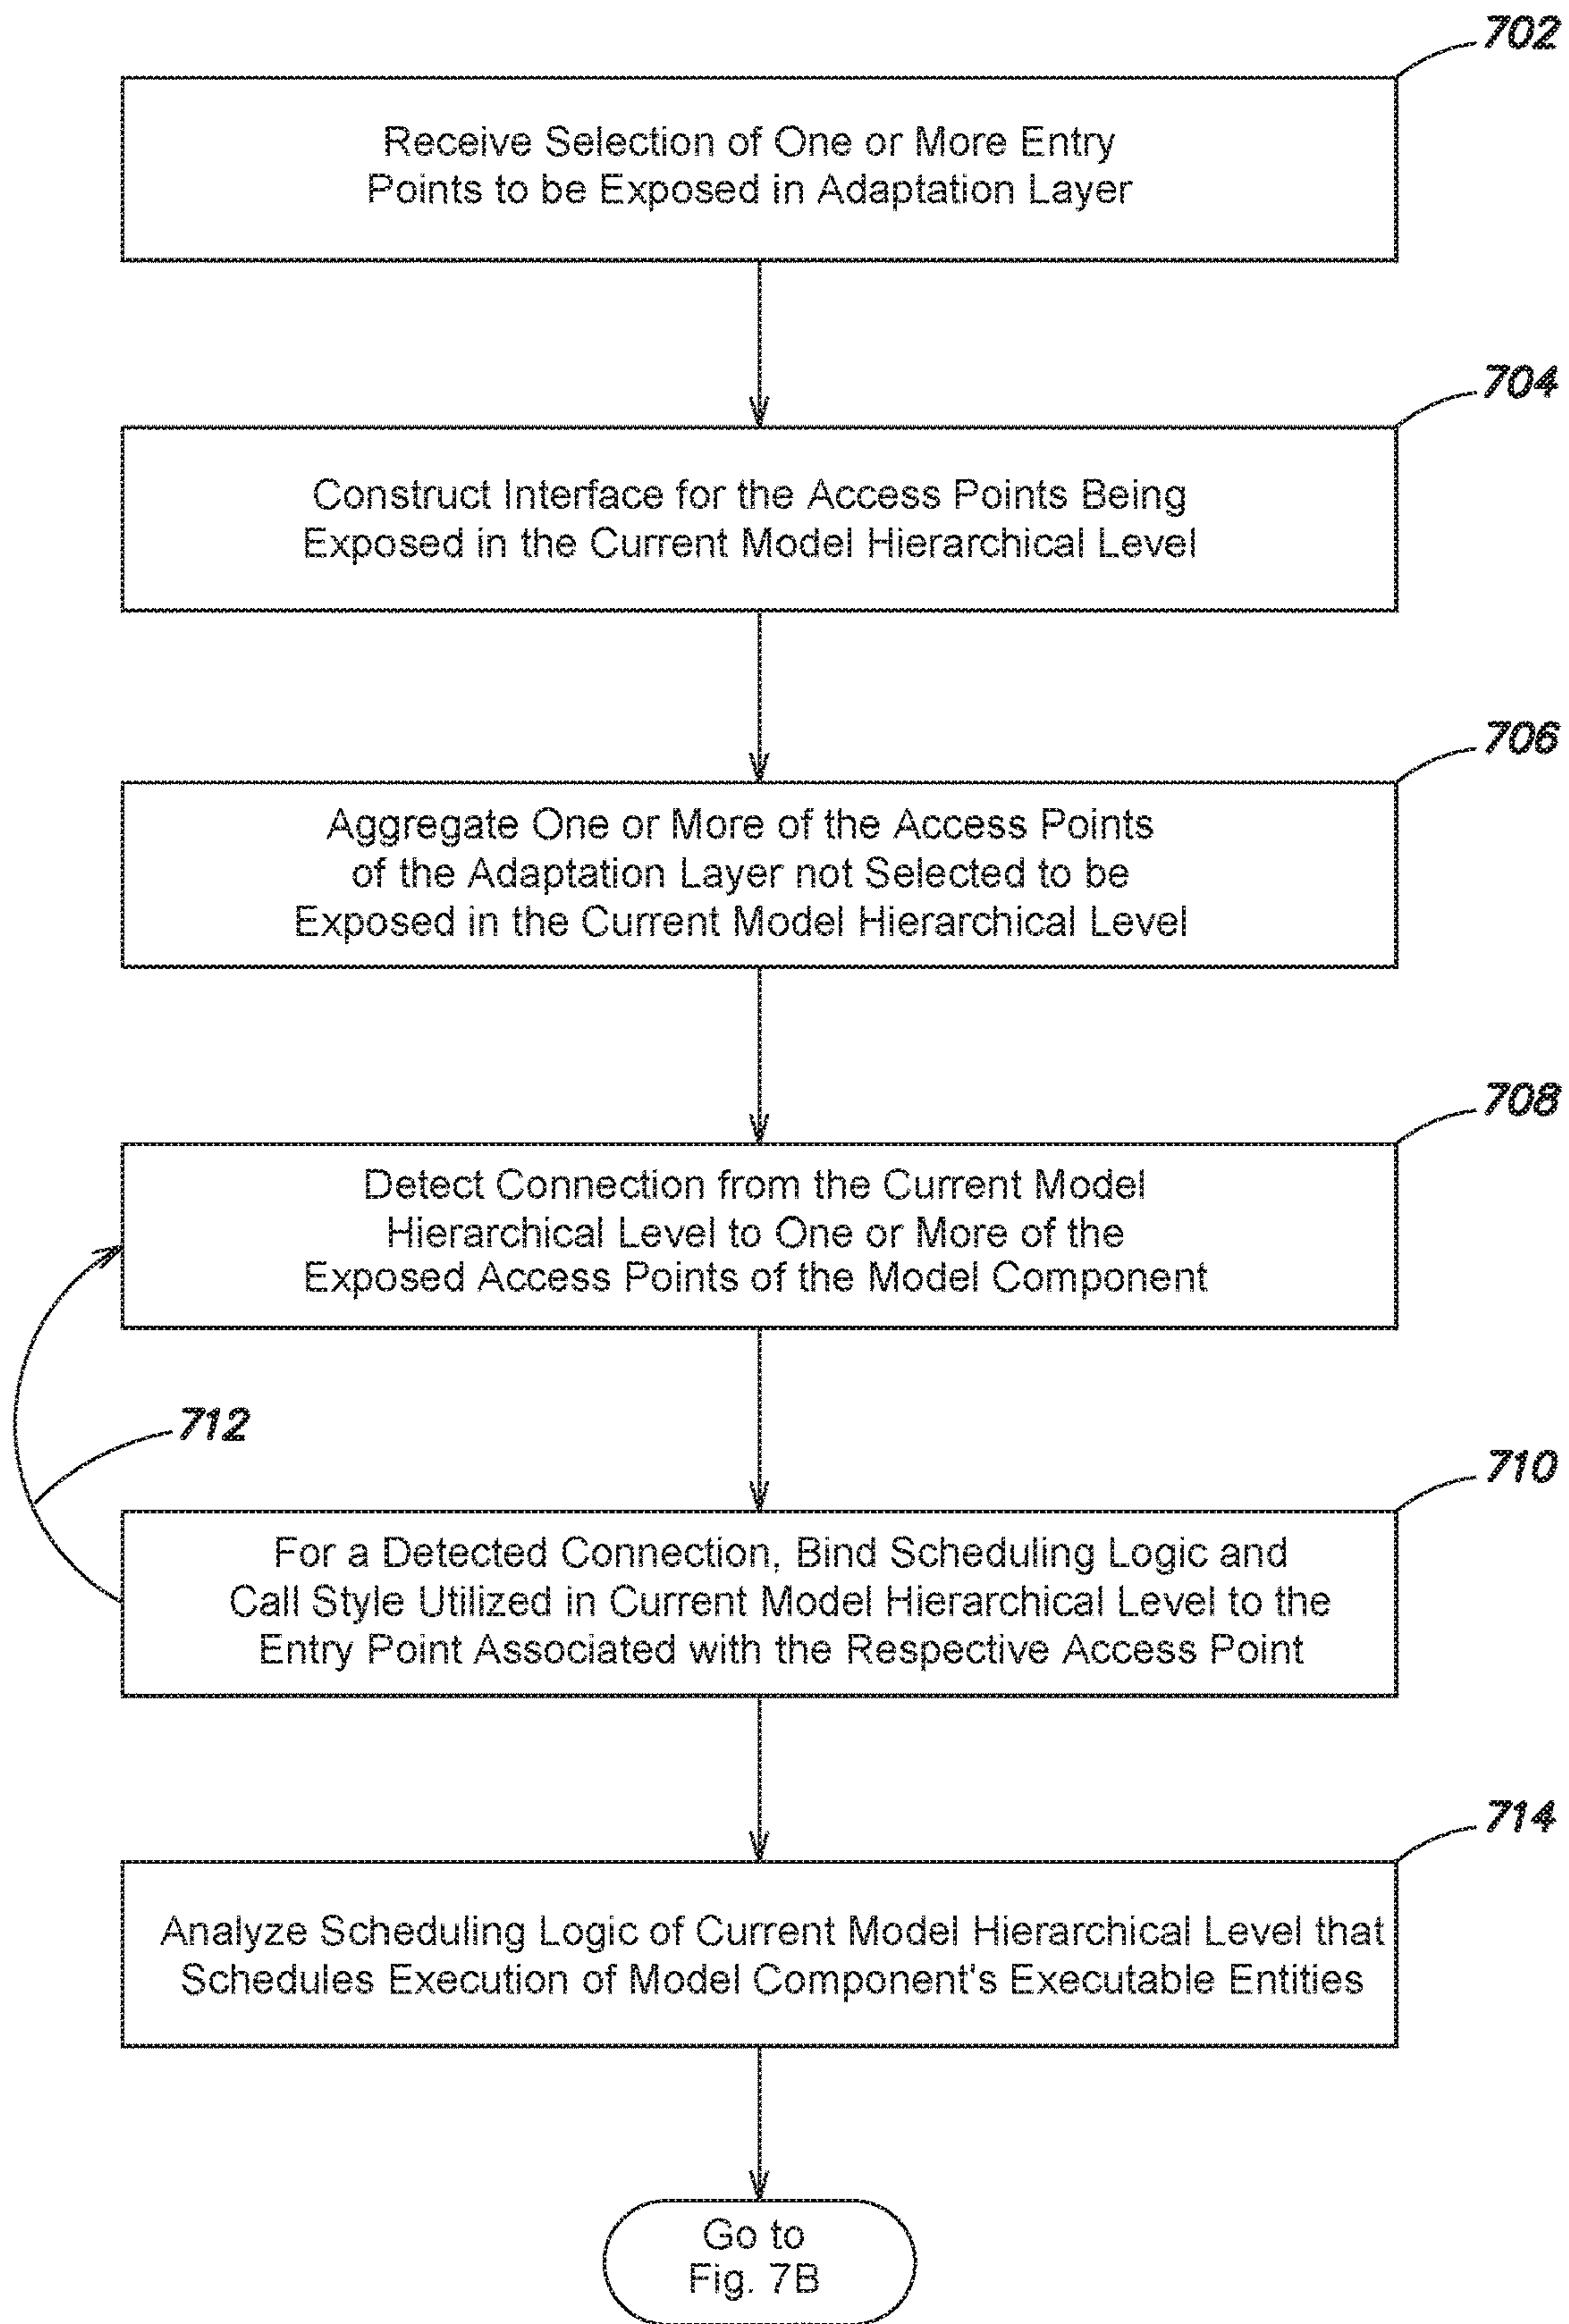 702
Receive Selection of One or More Entry
Points to be Exposed in Adaptation Layer
704
Construct Interface for the Access Points Being
Exposed in the Current Model Hierarchical Level
706
Aggregate One or More of the Access Points
of the Adaptation Layer not Selected to be
Exposed in the Current Model Hierarchical Level
708
Detect Connection from the Current Model
Hierarchical Level to One or More of the
Exposed Access Points of the Model Component
712
710
For a Detected Connection, Bind Scheduling Logic and
Call Style Utilized in Current Model Hierarchical Level to the
Entry Point Associated with the Respective Access Point
714
Analyze Scheduling Logic of Current Model Hierarchical Level that
Schedules Execution of Model Component's Executable Entities
Go to
Fig. 7B